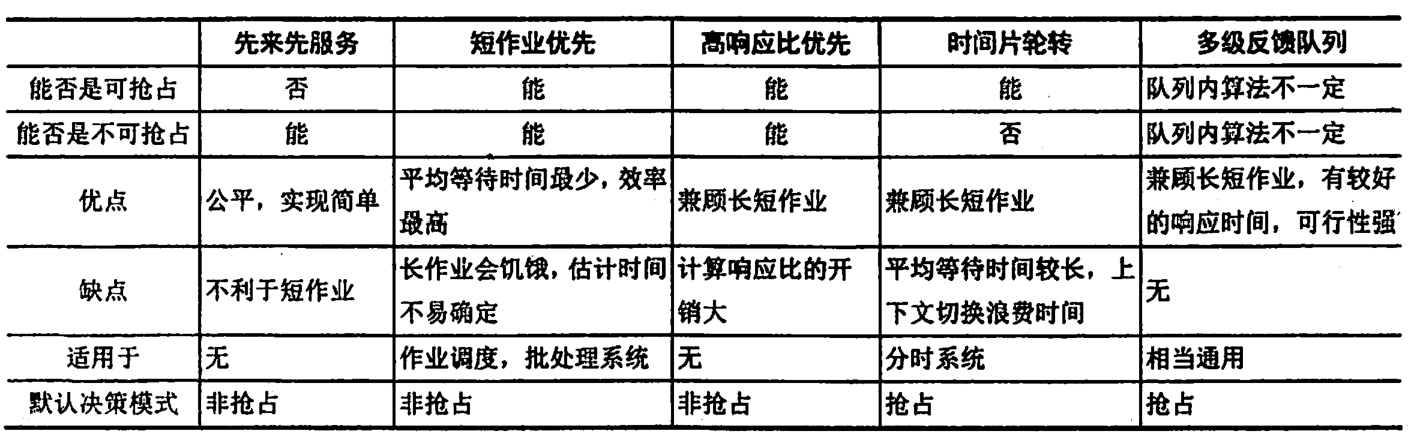 先来先服务 短作业优先 高响应比优先 时间片轮转 多级反馈队列
能否是可抢占 否 能 能 能 队列内算法不一定
能否是不可抢占 能 能 能 否 队列内算法不一定
优点 公平，实现简单 平均等待时间最少，效率最高 兼顾长短作业 兼顾长短作业 兼顾长短作业，有较好的响应时间，可行性强
缺点 不利于短作业 长作业会饥饿，估计时间不易确定 计算响应比的开销大 平均等待时间较长，上下文切换浪费时间 无
适用于 无 作业调度，批处理系统 无 分时系统 相当通用
默认决策模式 非抢占 非抢占 非抢占 抢占 抢占